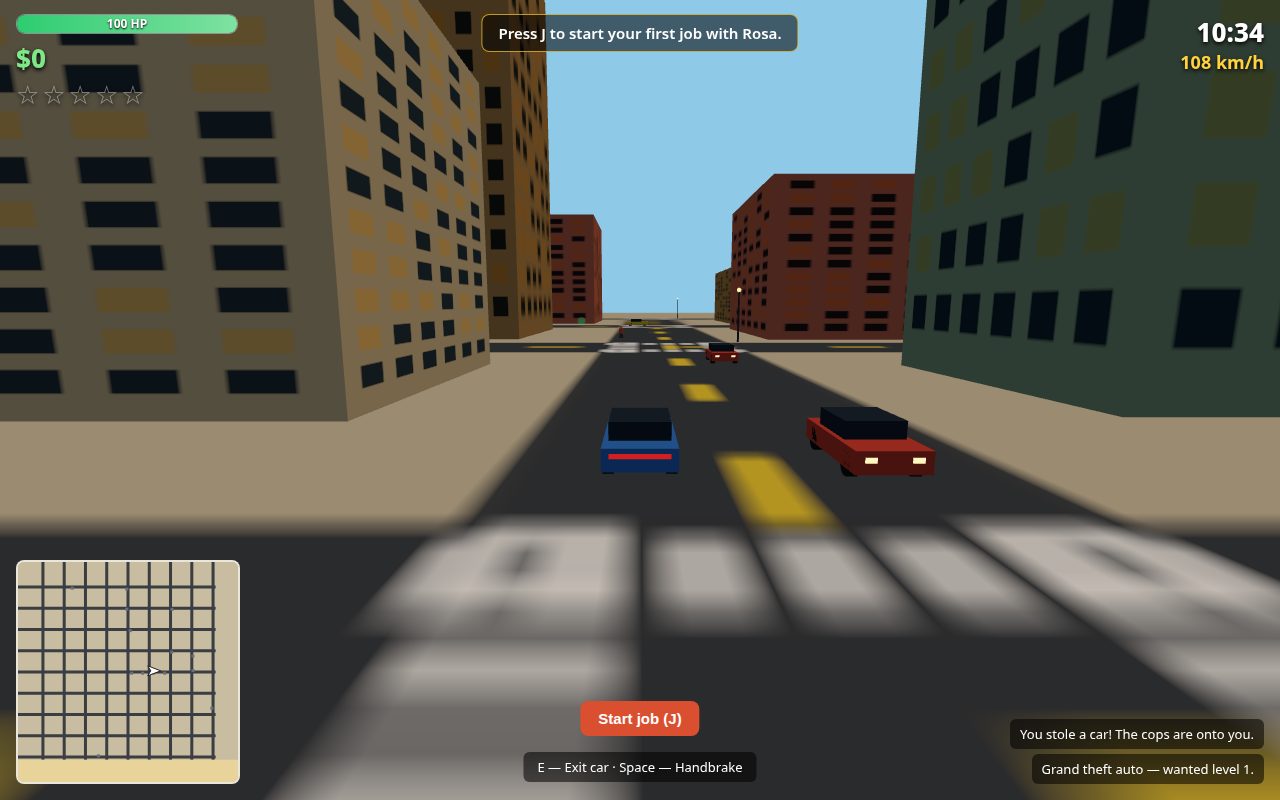 100 HP
$0
Press J to start your first job with Rosa.
10:34
108 km/h
Start job (J)
E — Exit car · Space — Handbrake
You stole a car! The cops are onto you.
Grand theft auto — wanted level 1.